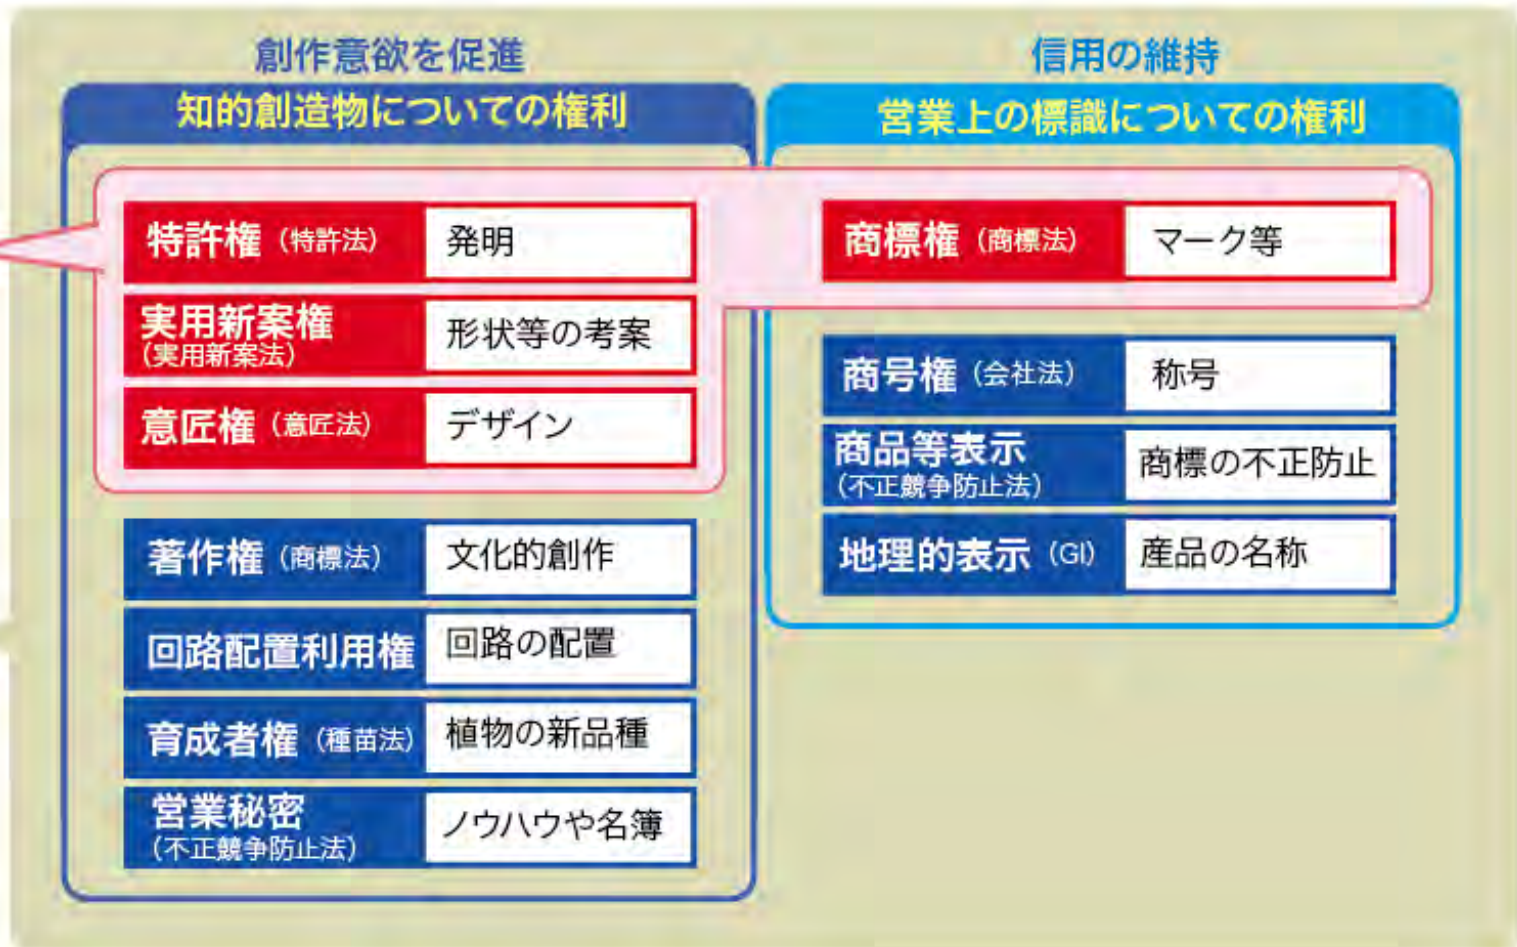 創作意欲を促進
知的創造物についての権利
特許権（特許法）
発明
実用新案権
（実用新案法）
形状等の考案
意匠権（意匠法）
デザイン
著作権（商標法）
文化的創作
回路配置利用権
回路の配置
育成者権（種苗法）
植物の新品種
営業秘密
（不正競争防止法）
ノウハウや名簿
信用の維持
営業上の標識についての権利
商標権（商標法）
マーク等
商号権（会社法）
称号
商品等表示
（不正競争防止法）
商標の不正防止
地理的表示（GI）
産品の名称